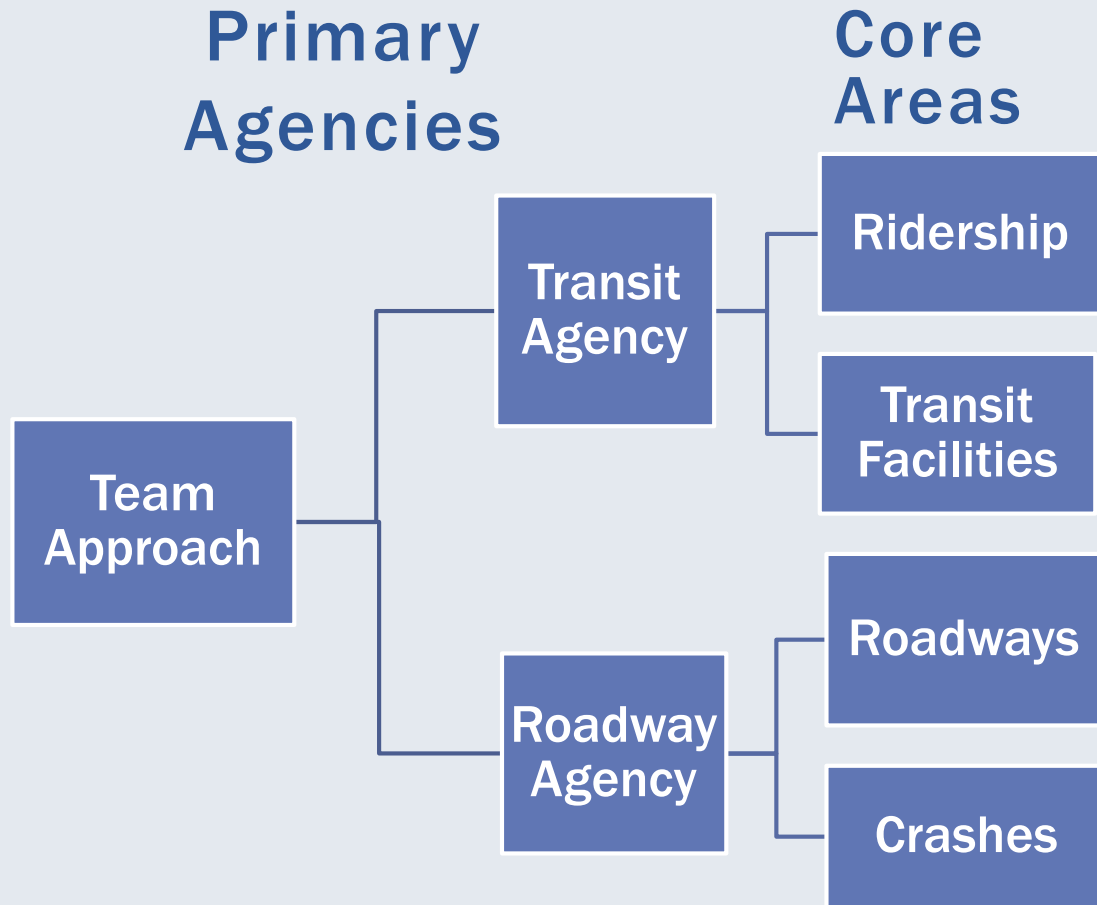 Primary
Agencies
Core
Areas
Team
Approach
Transit
Agency
Ridership
Transit
Facilities
Roadway
Agency
Roadways
Crashes